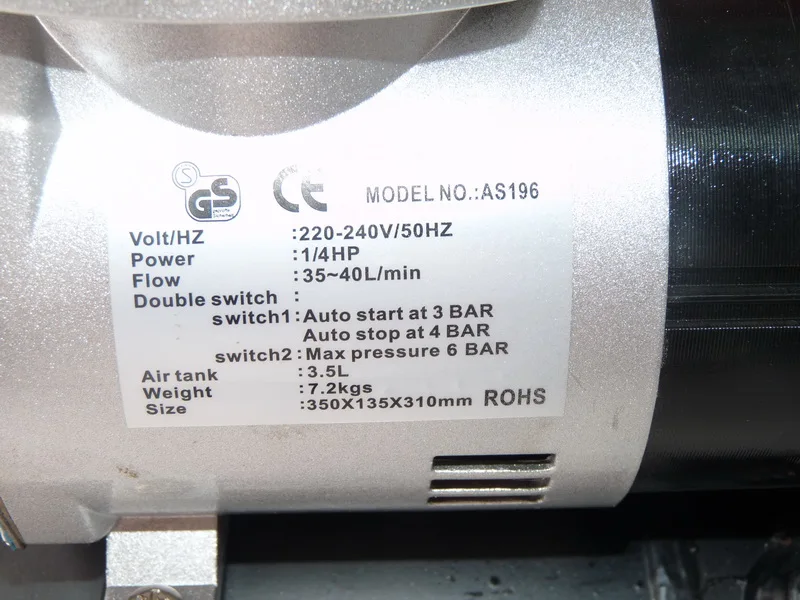 S
GS
geprüfte
Sicherheit
CE
MODEL NO.:AS196
Volt/HZ :220-240V/50HZ
Power :1/4HP
Flow :35~40L/min
Double switch :
switch1:Auto start at 3 BAR
Auto stop at 4 BAR
switch2:Max pressure 6 BAR
Air tank :3.5L
Weight :7.2kgs
Size :350X135X310mm ROHS